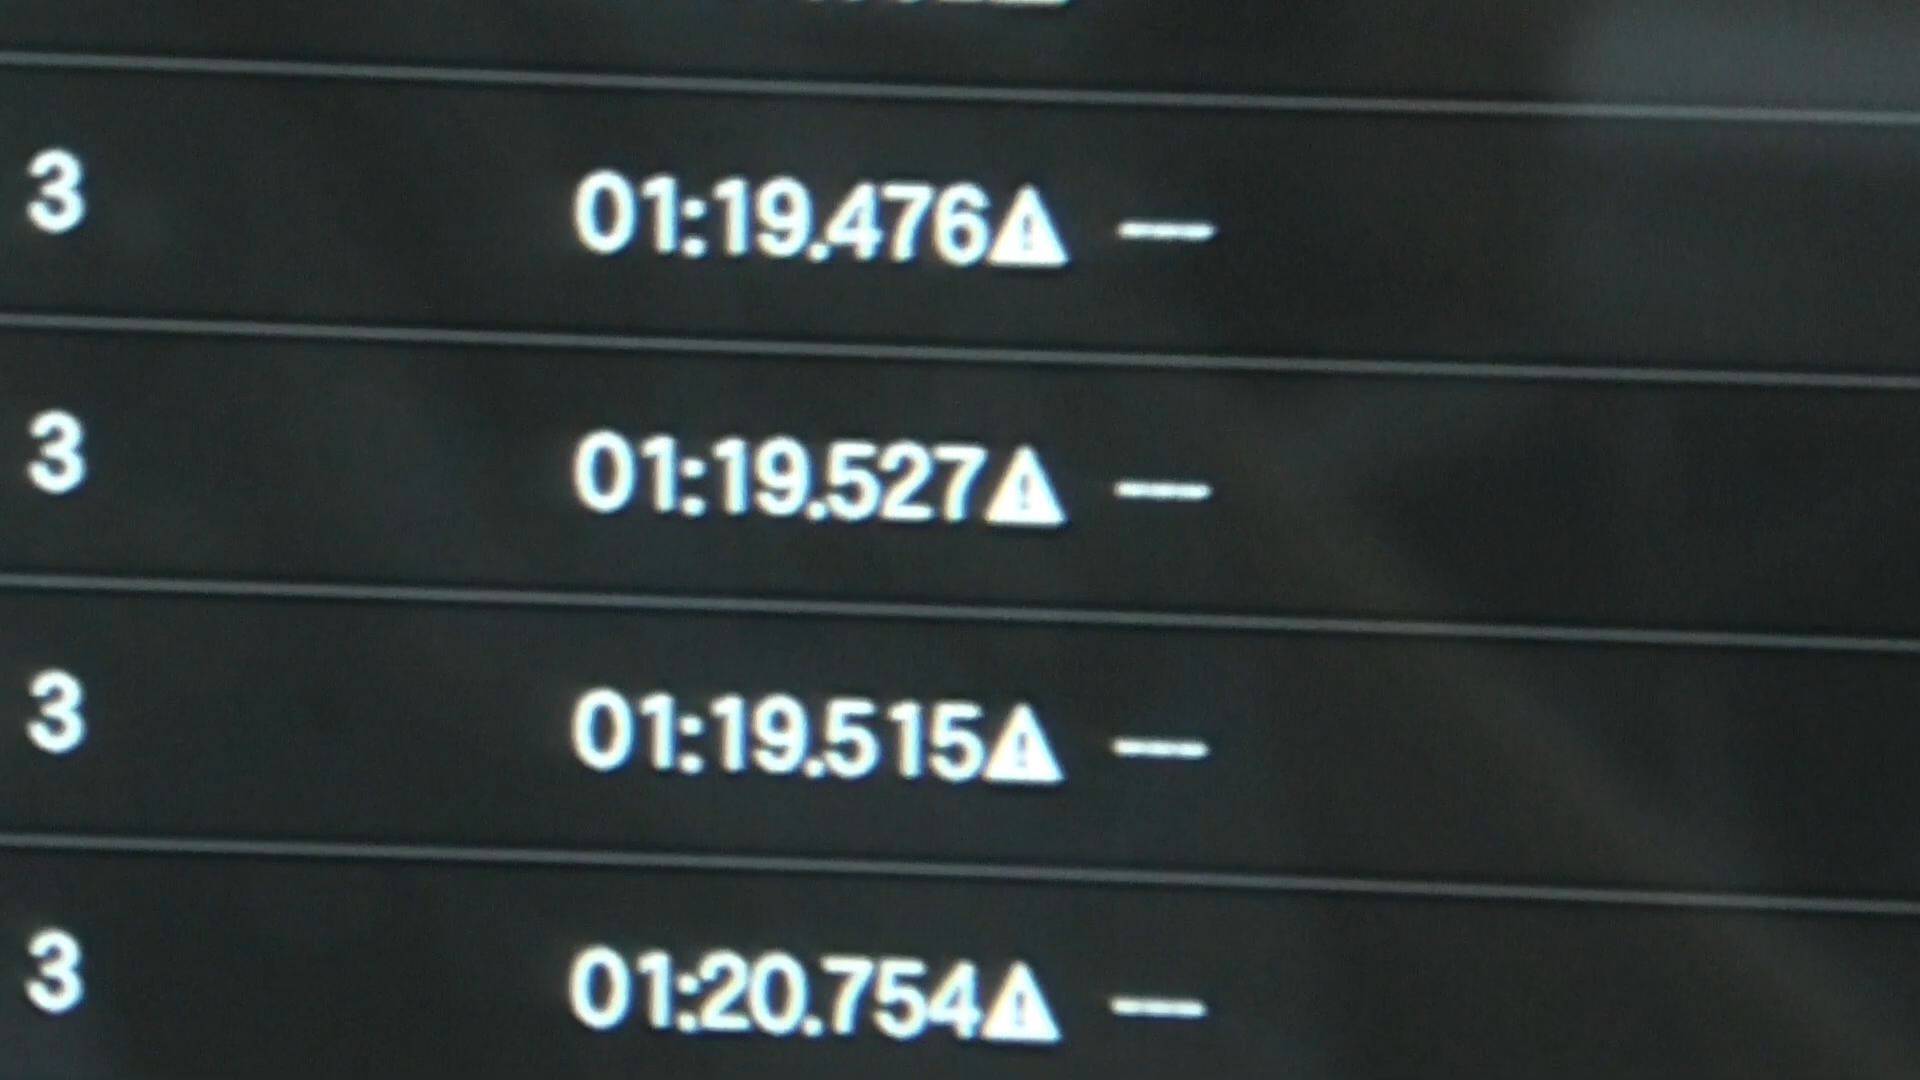 3 01:19.476⚠ —
3 01:19.527⚠ —
3 01:19.515⚠ —
3 01:20.754⚠ —